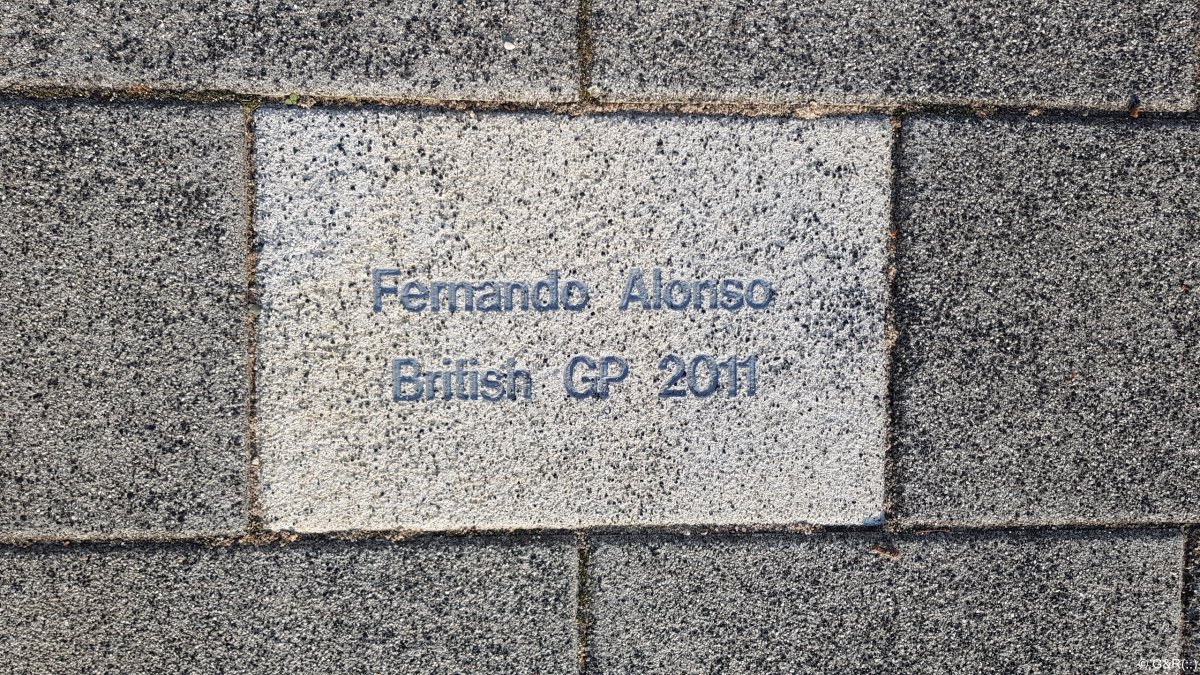 Fernando Alonso
British GP 2011
© G&R(::)